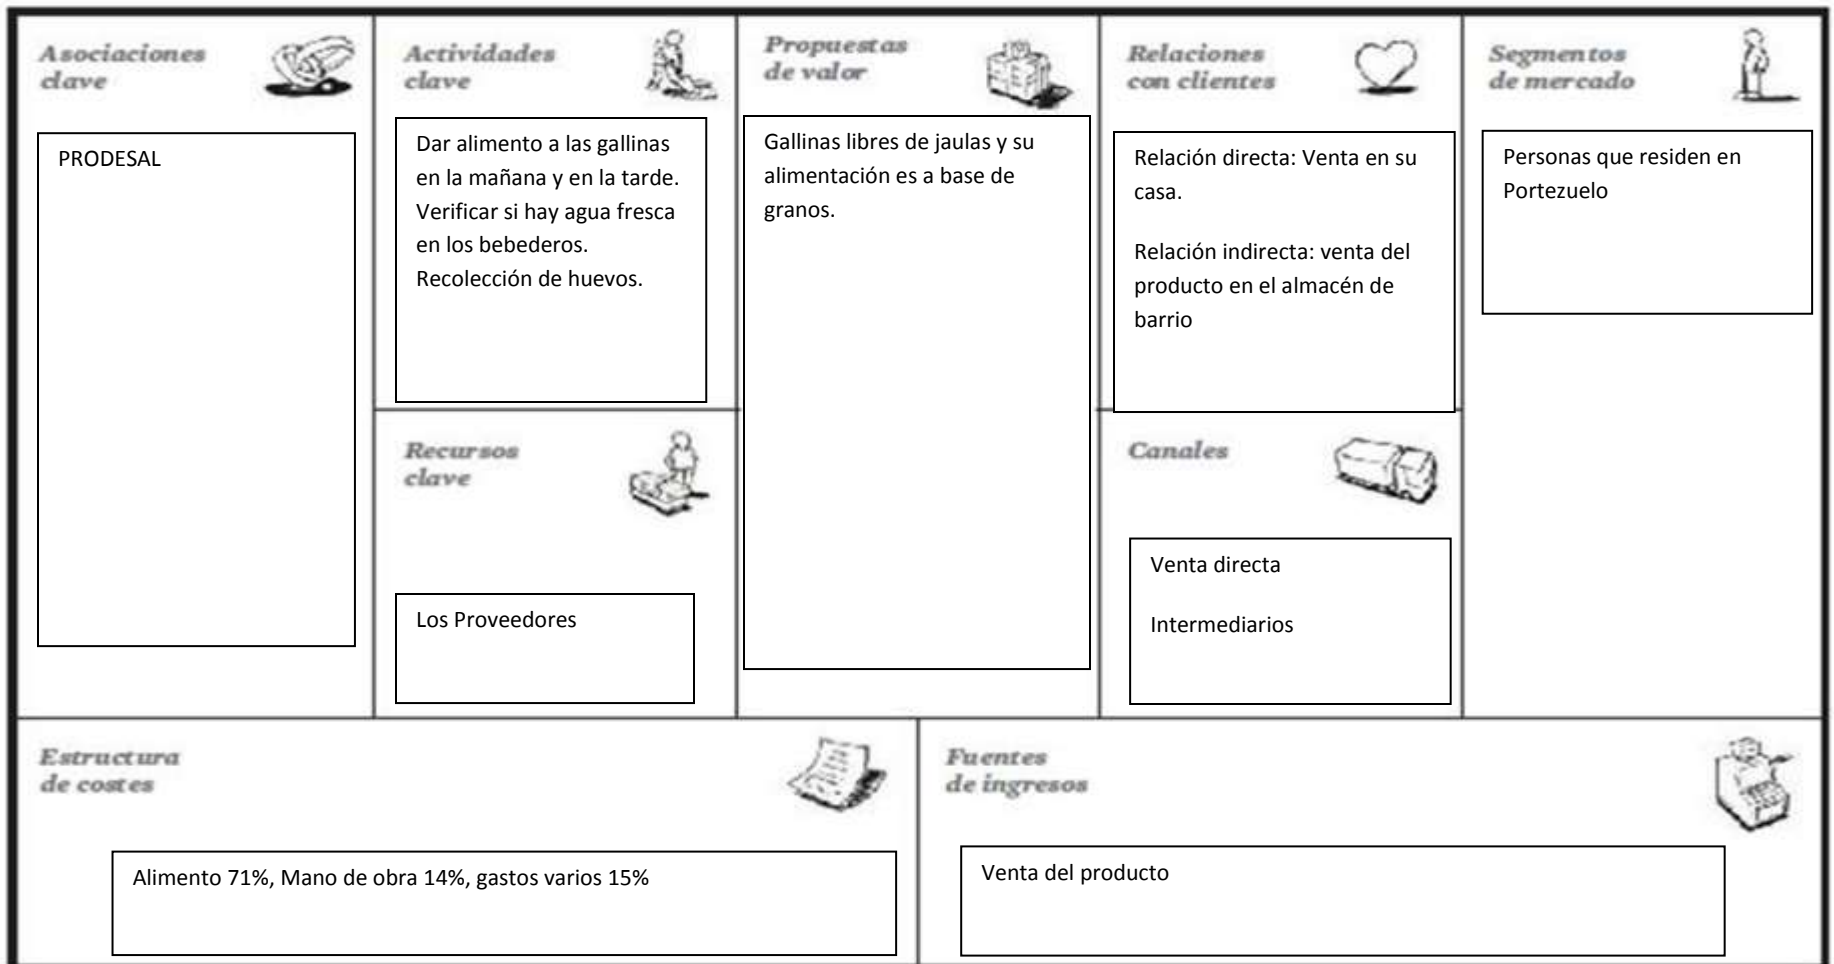 Asociaciones
clave
PRODESAL
Actividades
clave
Dar alimento a las gallinas
en la mañana y en la tarde.
Verificar si hay agua fresca
en los bebederos.
Recolección de huevos.
Recursos
clave
Los Proveedores
Propuestas
de valor
Gallinas libres de jaulas y su
alimentación es a base de
granos.
Relaciones
con clientes
Relación directa: Venta en su
casa.
Relación indirecta: venta del
producto en el almacén de
barrio
Canales
Venta directa
Intermediarios
Segmentos
de mercado
Personas que residen en
Portezuelo
Estructura
de costes
Alimento 71%, Mano de obra 14%, gastos varios 15%
Fuentes
de ingresos
Venta del producto